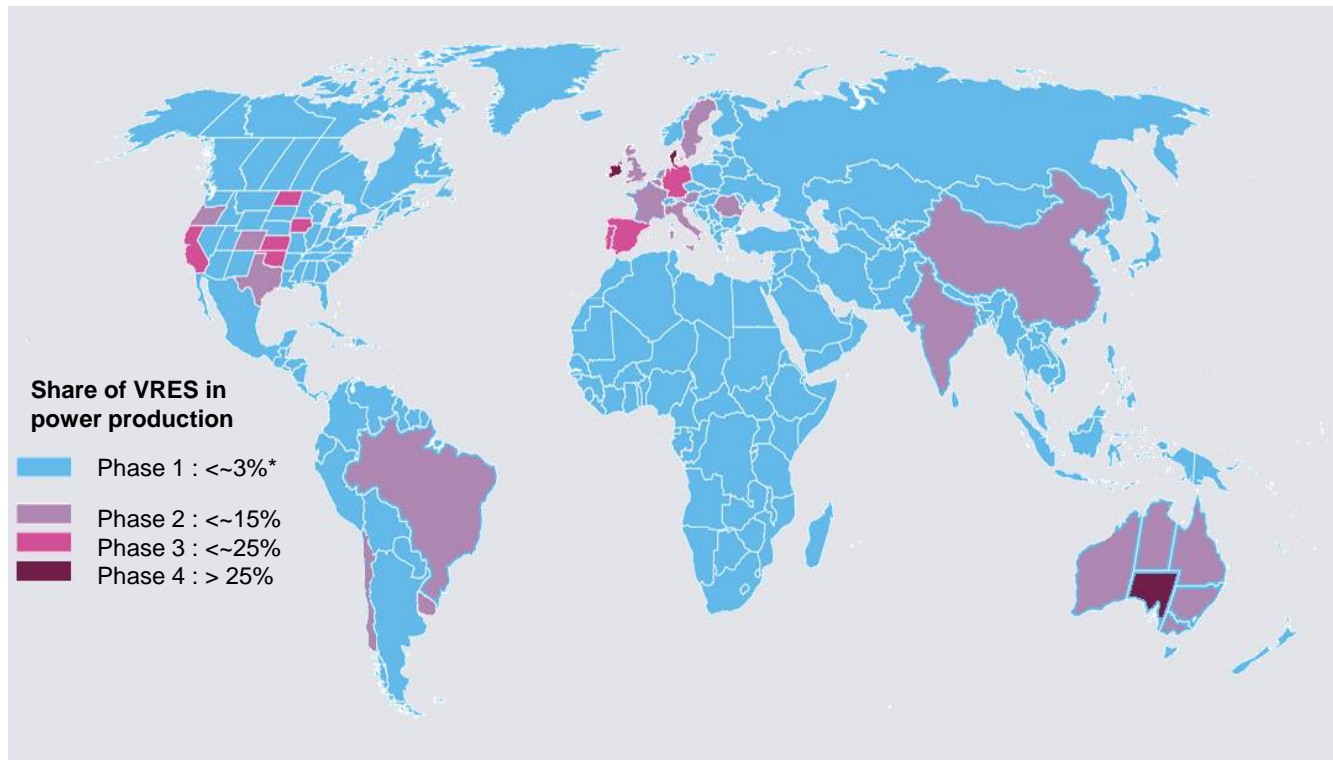 Share of VRES in
power production
Phase 1 : <~3%*
Phase 2 : <~15%
Phase 3 : <~25%
Phase 4 : > 25%